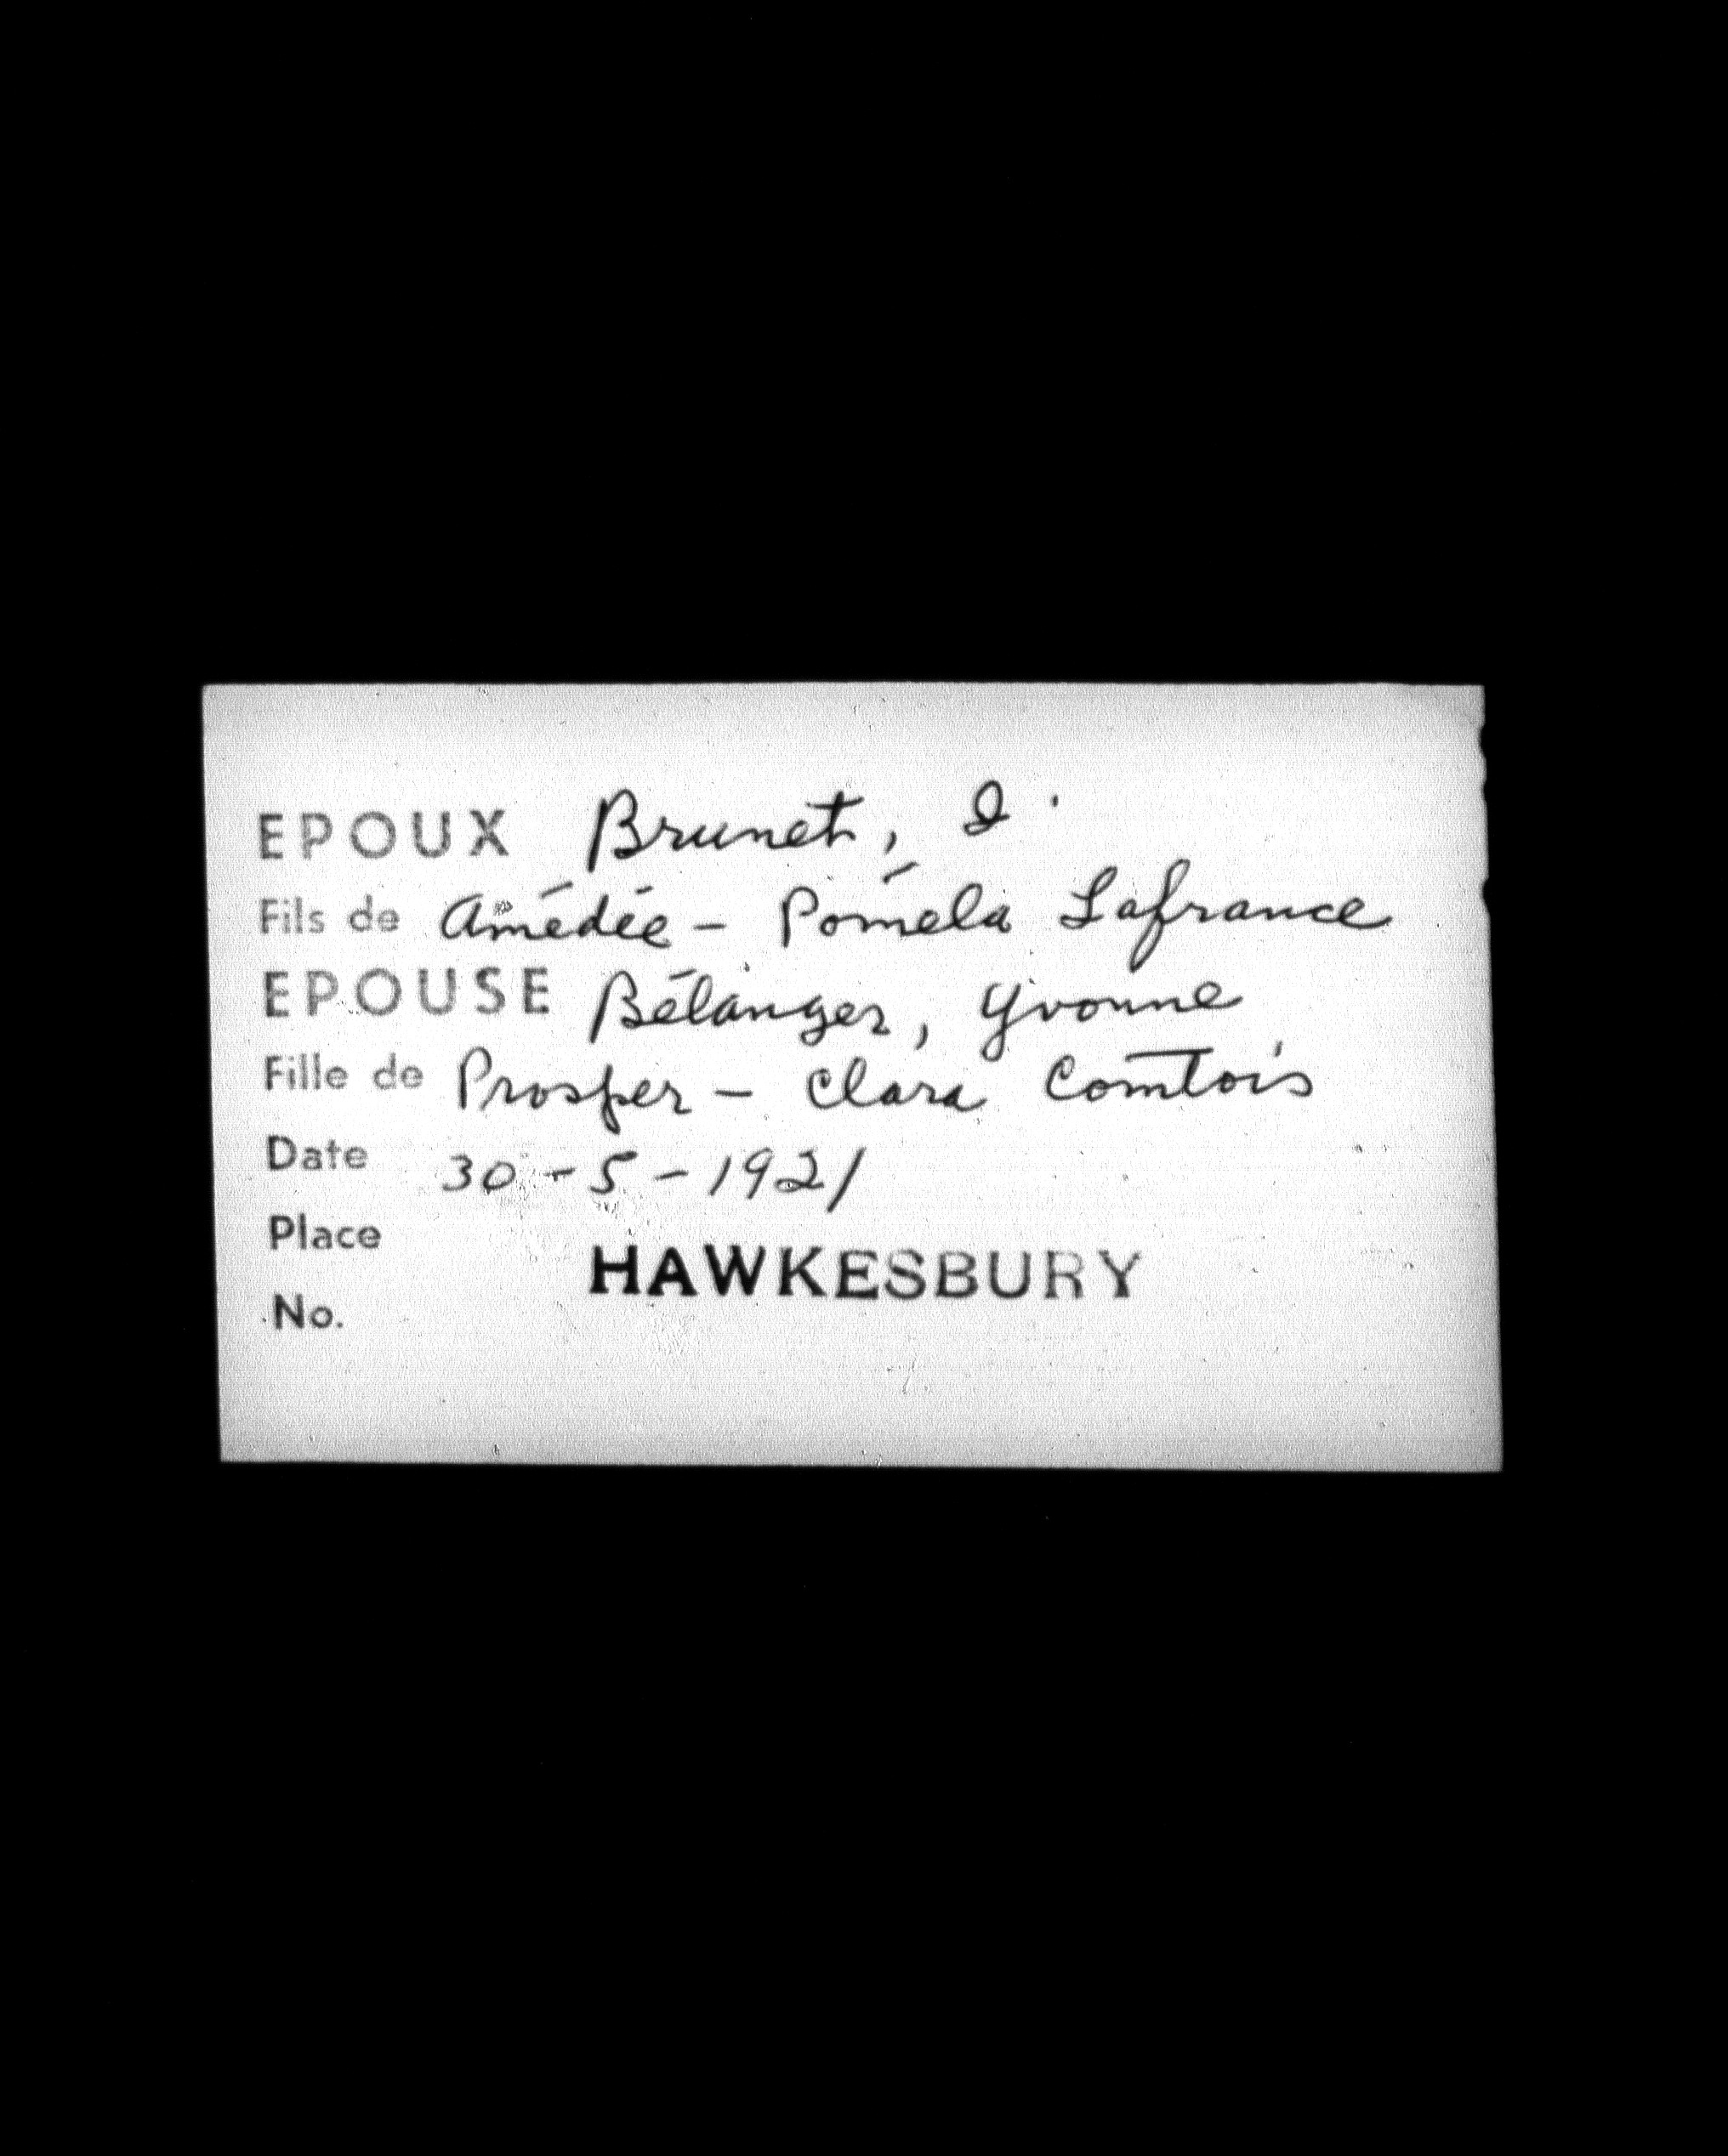 EPOUX Brunet, I.
Fils de Amédée - Poméla Lafrance
EPOUSE Bélanger, Yvonne
Fille de Prosper - Clara Comtois
Date 30-5-1921
Place
HAWKESBURY
No.